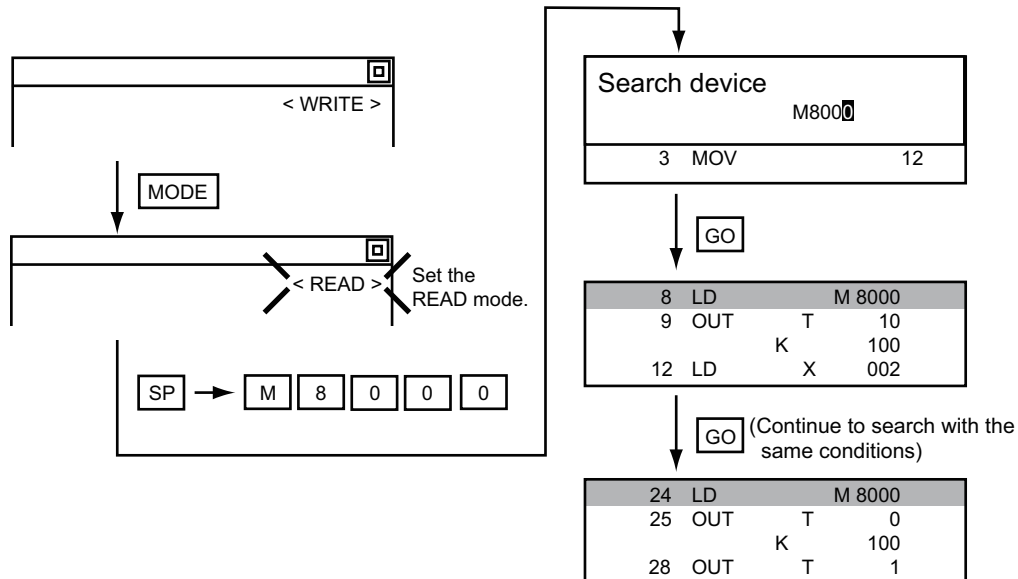 < WRITE >
MODE
< READ >
Set the
READ mode.
SP M 8 0 0 0
Search device
M8000
3 MOV 12
GO
8 LD M 8000
9 OUT T 10
K 100
12 LD X 002
GO (Continue to search with the
same conditions)
24 LD M 8000
25 OUT T 0
K 100
28 OUT T 1